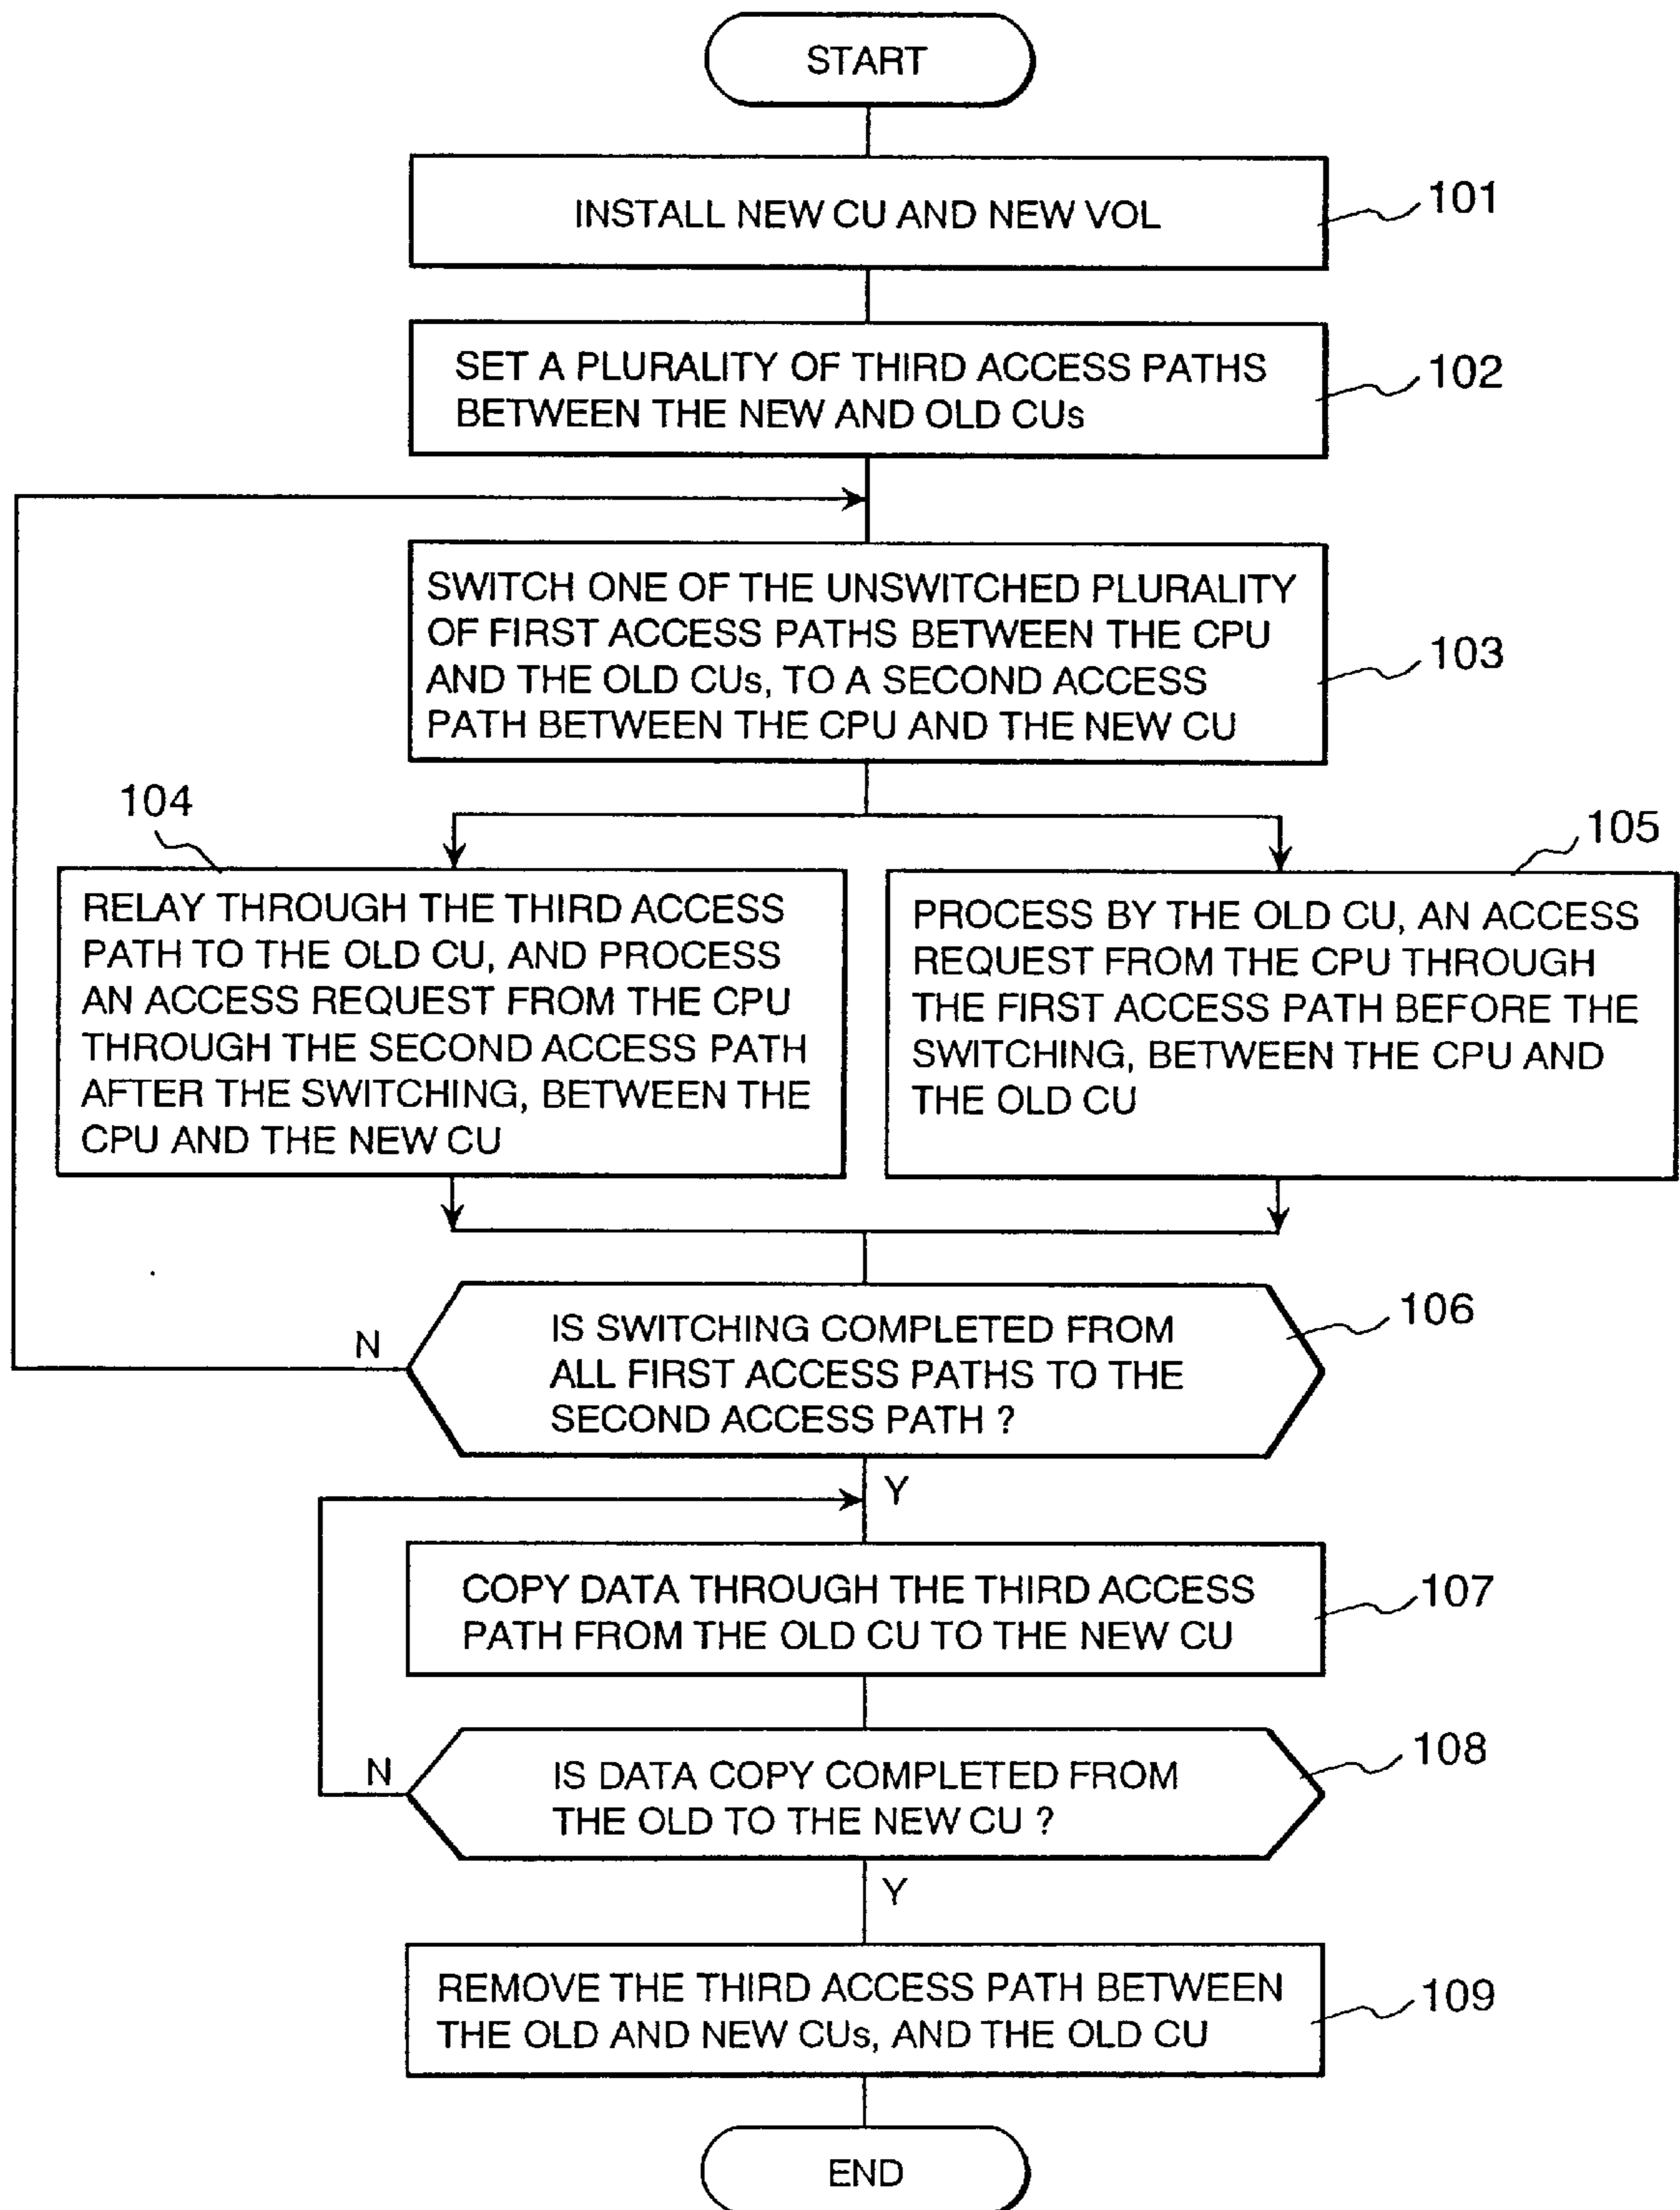 START
INSTALL NEW CU AND NEW VOL
101
SET A PLURALITY OF THIRD ACCESS PATHS
BETWEEN THE NEW AND OLD CUs
102
SWITCH ONE OF THE UNSWITCHED PLURALITY
OF FIRST ACCESS PATHS BETWEEN THE CPU
AND THE OLD CUs, TO A SECOND ACCESS
PATH BETWEEN THE CPU AND THE NEW CU
103
104
RELAY THROUGH THE THIRD ACCESS
PATH TO THE OLD CU, AND PROCESS
AN ACCESS REQUEST FROM THE CPU
THROUGH THE SECOND ACCESS PATH
AFTER THE SWITCHING, BETWEEN THE
CPU AND THE NEW CU
105
PROCESS BY THE OLD CU, AN ACCESS
REQUEST FROM THE CPU THROUGH
THE FIRST ACCESS PATH BEFORE THE
SWITCHING, BETWEEN THE CPU AND
THE OLD CU
N
IS SWITCHING COMPLETED FROM
ALL FIRST ACCESS PATHS TO THE
SECOND ACCESS PATH ?
106
Y
COPY DATA THROUGH THE THIRD ACCESS
PATH FROM THE OLD CU TO THE NEW CU
107
N
IS DATA COPY COMPLETED FROM
THE OLD TO THE NEW CU ?
108
Y
REMOVE THE THIRD ACCESS PATH BETWEEN
THE OLD AND NEW CUs, AND THE OLD CU
109
END